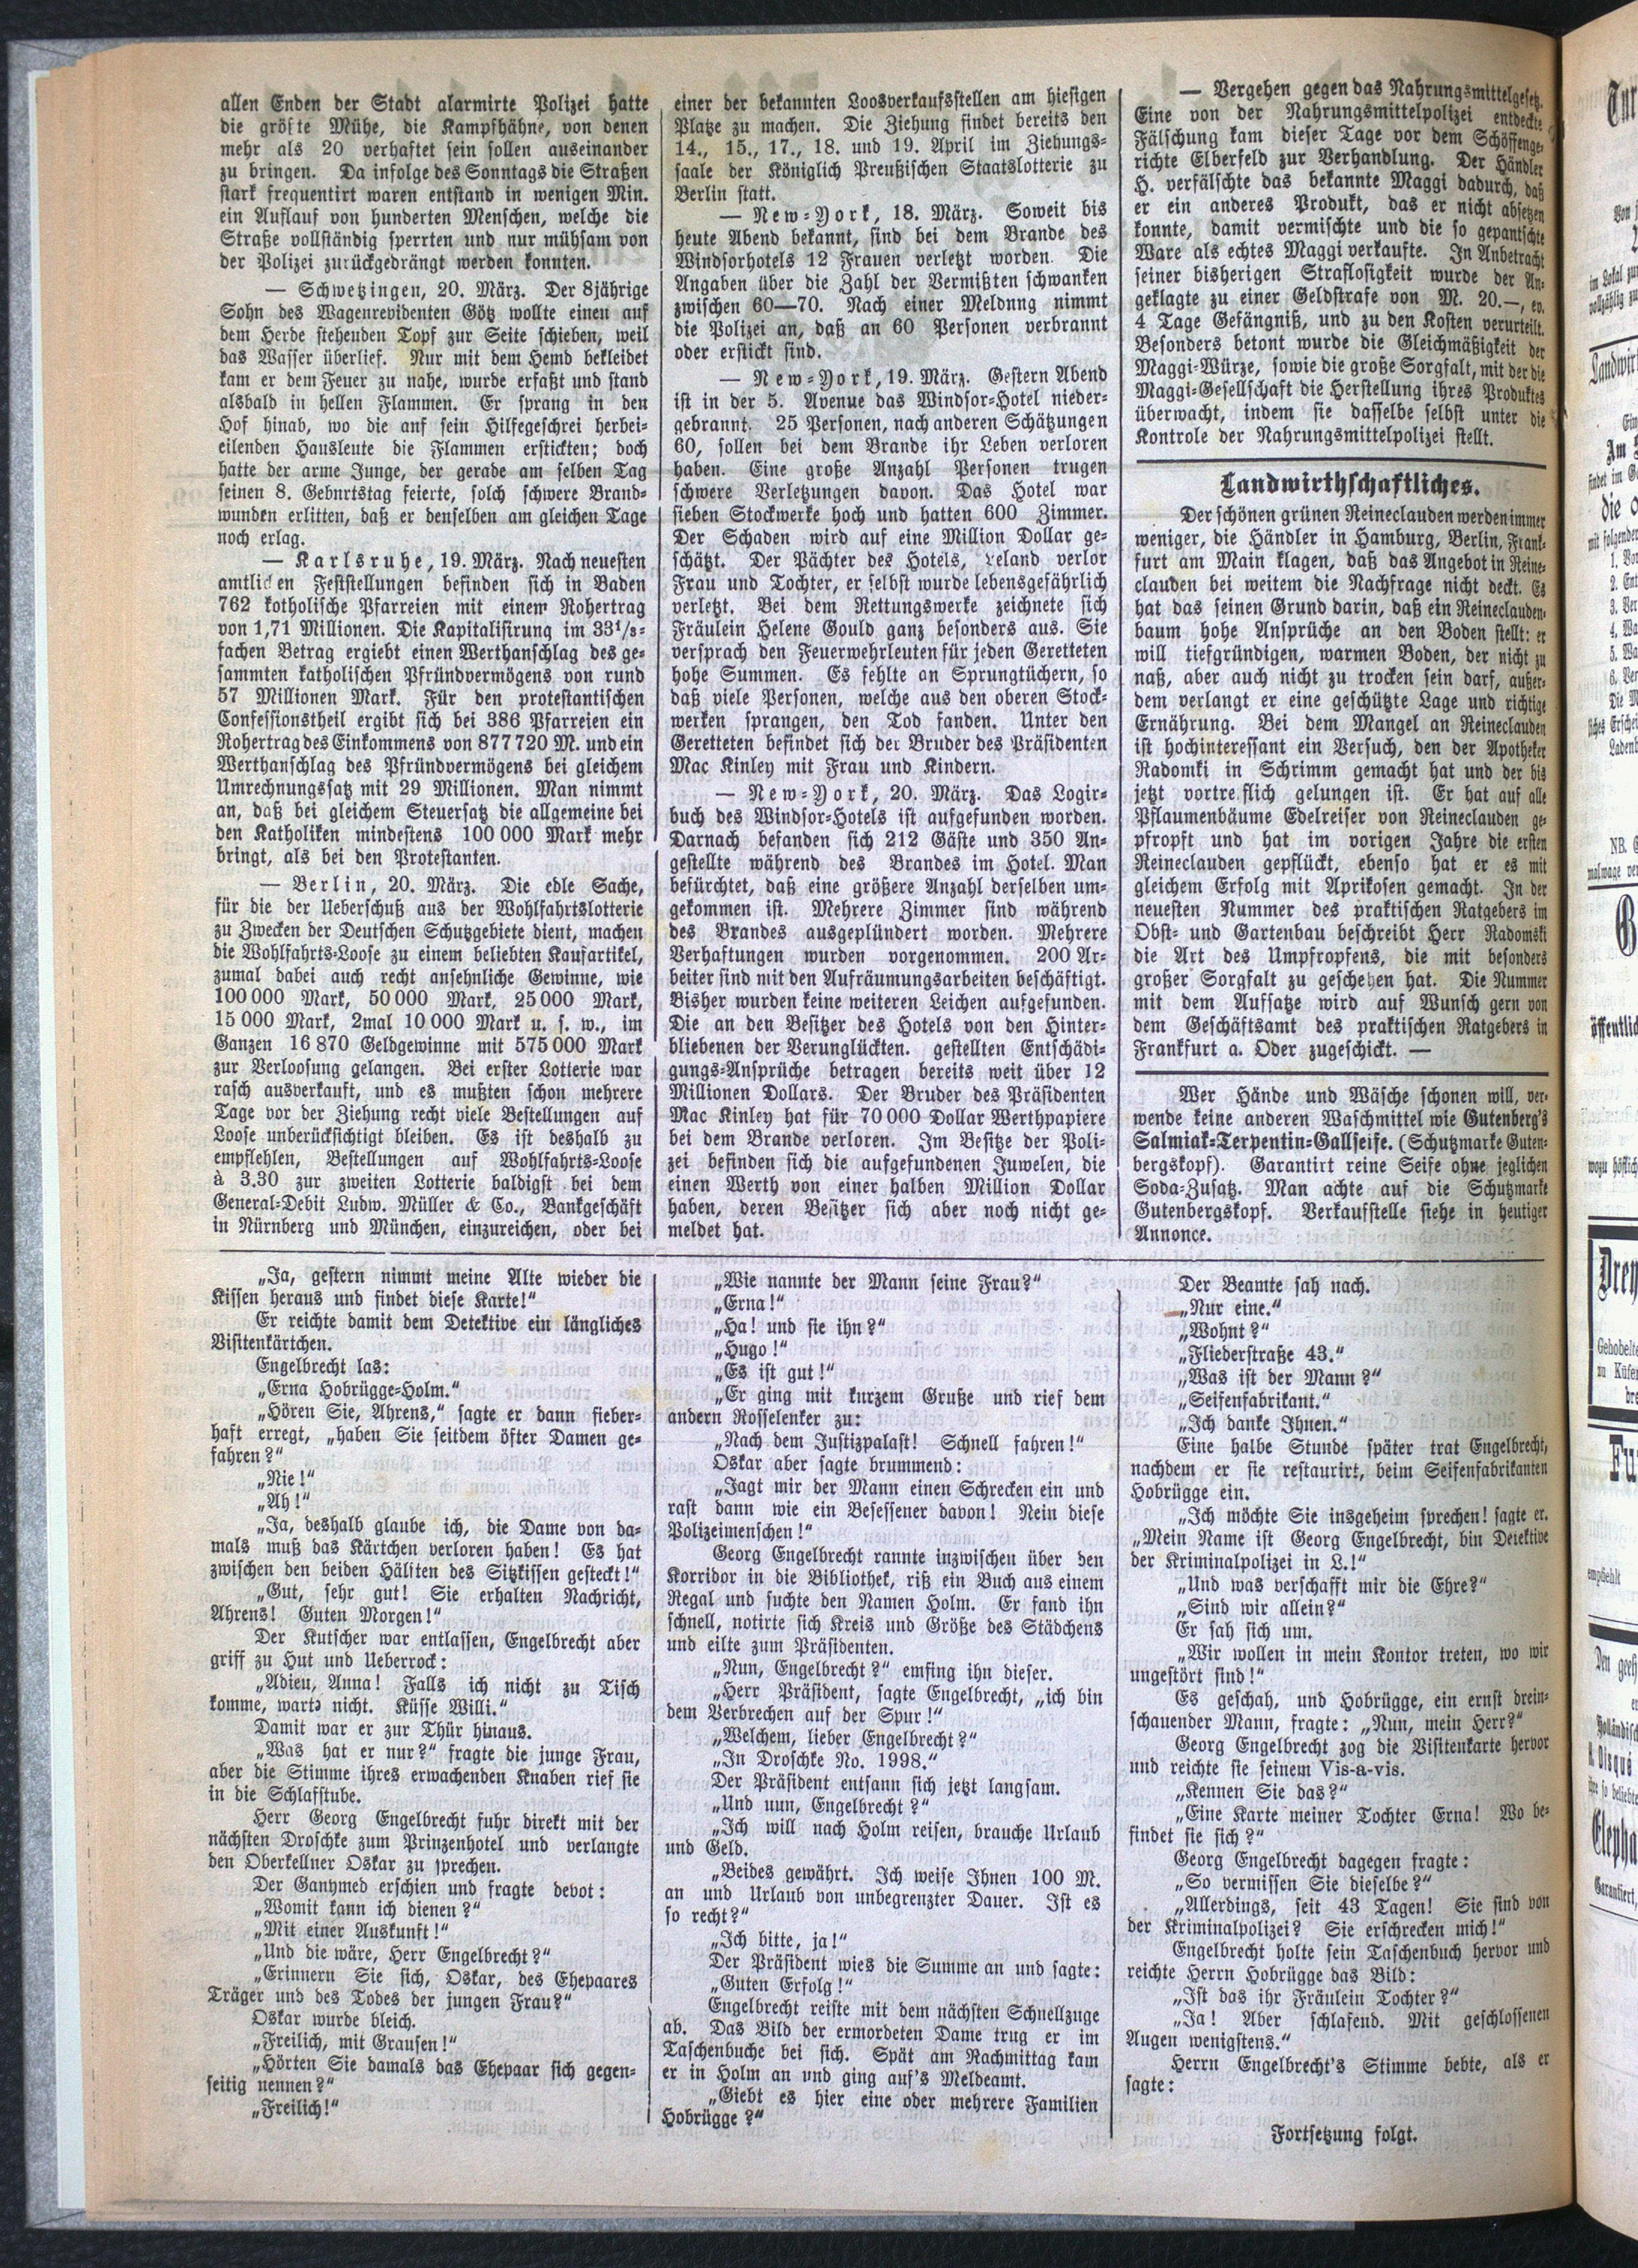 allen Enden der Stadt alarmirte Polizei hatte
die größte Mühe, die Kampfhähne, von denen
mehr als 20 verhaftet sein sollen auseinander
zu bringen. Da infolge des Sonntags die Straßen
stark frequentirt waren entstand in wenigen Min.
ein Auflauf von hunderten Menschen, welche die
Straße vollständig sperrten und nur mühsam von
der Polizei zurückgedrängt werden konnten.
— Schwetzingen, 20. März. Der 8jährige
Sohn des Wagenrevidenten Götz wollte einen auf
dem Herde stehenden Topf zur Seite schieben, weil
das Wasser überlief. Nur mit dem Hemd bekleidet
kam er dem Feuer zu nahe, wurde erfaßt und stand
alsbald in hellen Flammen. Er sprang in den
Hof hinab, wo die auf sein Hilfegeschrei herbei-
eilenden Hausleute die Flammen erstickten; doch
hatte der arme Junge, der gerade am selben Tag
seinen 8. Geburtstag feierte, solch schwere Brand-
wunden erlitten, daß er denselben am gleichen Tage
noch erlag.
— Karlsruhe, 19. März. Nach neuesten
amtlichen Feststellungen befinden sich in Baden
762 kotholische Pfarreien mit einem Rohertrag
von 1,71 Millionen. Die Kapitalisirung im 33 1/3-
fachen Betrag ergiebt einen Werthanschlag des ge-
sammten katholischen Pfründvermögens von rund
57 Millionen Mark. Für den protestantischen
Confessionstheil ergibt sich bei 386 Pfarreien ein
Rohertrag des Einkommens von 877720 M. und ein
Werthanschlag des Pfründvermögens bei gleichem
Umrechnungssatz mit 29 Millionen. Man nimmt
an, daß bei gleichem Steuersatz die allgemeine bei
den Katholiken mindestens 100 000 Mark mehr
bringt, als bei den Protestanten.
— Berlin, 20. März. Die edle Sache,
für die der Ueberschuß aus der Wohlfahrtslotterie
zu Zwecken der Deutschen Schutzgebiete dient, machen
die Wohlfahrts-Loose zu einem beliebten Kaufartikel,
zumal dabei auch recht ansehnliche Gewinne, wie
100 000 Mark, 50 000 Mark, 25 000 Mark,
15 000 Mark, 2mal 10 000 Mark u. s. w., im
Ganzen 16 870 Geldgewinne mit 575 000 Mark
zur Verloosung gelangen. Bei erster Lotterie war
rasch ausverkauft, und es mußten schon mehrere
Tage vor der Ziehung recht viele Bestellungen auf
Loose unberücksichtigt bleiben. Es ist deshalb zu
empfehlen, Bestellungen auf Wohlfahrts-Loose
à 3.30 zur zweiten Lotterie baldigst bei dem
General-Debit Ludw. Müller & Co., Bankgeschäft
in Nürnberg und München, einzureichen, oder bei
einer der bekannten Loosverkaufsstellen am hiesigen
Platze zu machen. Die Ziehung findet bereits den
14., 15., 17., 18. und 19. April im Ziehungs-
saale der Königlich Preußischen Staatslotterie zu
Berlin statt.
— New-York, 18. März. Soweit bis
heute Abend bekannt, sind bei dem Brande des
Windsorhotels 12 Frauen verletzt worden. Die
Angaben über die Zahl der Vermißten schwanken
zwischen 60—70. Nach einer Meldnng nimmt
die Polizei an, daß an 60 Personen verbrannt
oder erstickt sind.
— New-York, 19. März. Gestern Abend
ist in der 5. Avenue das Windsor-Hotel nieder-
gebrannt. 25 Personen, nach anderen Schätzungen
60, sollen bei dem Brande ihr Leben verloren
haben. Eine große Anzahl Personen trugen
schwere Verletzungen davon. Das Hotel war
sieben Stockwerke hoch und hatten 600 Zimmer.
Der Schaden wird auf eine Million Dollar ge-
schätzt. Der Pächter des Hotels, Leland verlor
Frau und Tochter, er selbst wurde lebensgefährlich
verletzt. Bei dem Rettungswerke zeichnete sich
Fräulein Helene Gould ganz besonders aus. Sie
versprach den Feuerwehrleuten für jeden Geretteten
hohe Summen. Es fehlte an Sprungtüchern, so
daß viele Personen, welche aus den oberen Stock-
werken sprangen, den Tod fanden. Unter den
Geretteten befindet sich der Bruder des Präsidenten
Mac Kinley mit Frau und Kindern.
— New-York, 20. März. Das Logir-
buch des Windsor-Hotels ist aufgefunden worden.
Darnach befanden sich 212 Gäste und 350 An-
gestellte während des Brandes im Hotel. Man
befürchtet, daß eine größere Anzahl derselben um-
gekommen ist. Mehrere Zimmer sind während
des Brandes ausgeplündert worden. Mehrere
Verhaftungen wurden vorgenommen. 200 Ar-
beiter sind mit den Aufräumungsarbeiten beschäftigt.
Bisher wurden keine weiteren Leichen aufgefunden.
Die an den Besitzer des Hotels von den Hinter-
bliebenen der Verunglückten. gestellten Entschädi-
gungs-Ansprüche betragen bereits weit über 12
Millionen Dollars. Der Bruder des Präsidenten
Mac Kinley hat für 70 000 Dollar Werthpapiere
bei dem Brande verloren. Im Besitze der Poli-
zei befinden sich die aufgefundenen Juwelen, die
einen Werth von einer halben Million Dollar
haben, deren Besitzer sich aber noch nicht ge-
meldet hat.
— Vergehen gegen das Nahrungsmittelgesetz.
Eine von der Nahrungsmittelpolizei entdeckte
Fälschung kam dieser Tage vor dem Schöffenge-
richte Elberfeld zur Verhandlung. Der Händler
H. verfälschte das bekannte Maggi dadurch, daß
er ein anderes Produkt, das er nicht absetzen
konnte, damit vermischte und die so gepantschte
Ware als echtes Maggi verkaufte. In Anbetracht
seiner bisherigen Straflosigkeit wurde der An-
geklagte zu einer Geldstrafe von M. 20.—, ev.
4 Tage Gefängniß, und zu den Kosten verurteilt.
Besonders betont wurde die Gleichmäßigkeit der
Maggi-Würze, sowie die große Sorgfalt, mit der die
Maggi-Gesellschaft die Herstellung ihres Produktes
überwacht, indem sie dasselbe selbst unter die
Kontrole der Nahrungsmittelpolizei stellt.
Landwirthschaftliches.
Der schönen grünen Reineclauden werden immer
weniger, die Händler in Hamburg, Berlin, Frank-
furt am Main klagen, daß das Angebot in Reine-
clauden bei weitem die Nachfrage nicht deckt. Es
hat das seinen Grund darin, daß ein Reineclauden-
baum hohe Ansprüche an den Boden stellt: er
will tiefgründigen, warmen Boden, der nicht zu
naß, aber auch nicht zu trocken sein darf, außer-
dem verlangt er eine geschützte Lage und richtige
Ernährung. Bei dem Mangel an Reineclauden
ist hochinteressant ein Versuch, den der Apotheker
Radomki in Schrimm gemacht hat und der bis
jetzt vortrefflich gelungen ist. Er hat auf alle
Pflaumenbäume Edelreiser von Reineclauden ge-
pfropft und hat im vorigen Jahre die ersten
Reineclauden gepflückt, ebenso hat er es mit
gleichem Erfolg mit Aprikosen gemacht. In der
neuesten Nummer des praktischen Ratgebers im
Obst- und Gartenbau beschreibt Herr Radomski
die Art des Umpfropfens, die mit besonders
großer Sorgfalt zu geschehen hat. Die Nummer
mit dem Aufsatze wird auf Wunsch gern von
dem Geschäftsamt des praktischen Ratgebers in
Frankfurt a. Oder zugeschickt. —
Wer Hände und Wäsche schonen will, ver-
wende keine anderen Waschmittel wie Gutenberg's
Salmiak-Terpentin-Gallseife. (Schutzmarke Guten-
bergskopf). Garantirt reine Seife ohne jeglichen
Soda-Zusatz. Man achte auf die Schutzmarke
Gutenbergskopf. Verkaufstelle siehe in heutiger
Annonce.
„Ja, gestern nimmt meine Alte wieder die
Kissen heraus und findet diese Karte!“
Er reichte damit dem Detektive ein längliches
Visitenkärtchen.
Engelbrecht las:
„Erna Hobrügge-Holm.“
„Hören Sie, Ahrens,“ sagte er dann fieber-
haft erregt, „haben Sie seitdem öfter Damen ge-
fahren?“
„Nie!“
„Ah!“
„Ja, deshalb glaube ich, die Dame von da-
mals muß das Kärtchen verloren haben! Es hat
zwischen den beiden Hälften des Sitzkissen gesteckt!“
„Gut, sehr gut! Sie erhalten Nachricht,
Ahrens! Guten Morgen!“
Der Kutscher war entlassen, Engelbrecht aber
griff zu Hut und Ueberrock:
„Adieu, Anna! Falls ich nicht zu Tisch
komme, warte nicht. Küsse Willi.“
Damit war er zur Thür hinaus.
„Was hat er nur?“ fragte die junge Frau,
aber die Stimme ihres erwachenden Knaben rief sie
in die Schlafstube.
Herr Georg Engelbrecht fuhr direkt mit der
nächsten Droschke zum Prinzenhotel und verlangte
den Oberkellner Oskar zu sprechen.
Der Ganymed erschien und fragte devot:
„Womit kann ich dienen?“
„Mit einer Auskunft!“
„Und die wäre, Herr Engelbrecht?“
„Erinnern Sie sich, Oskar, des Ehepaares
Träger und des Todes der jungen Frau?“
Oskar wurde bleich.
„Freilich, mit Grausen!“
„Hörten Sie damals das Ehepaar sich gegen-
seitig nennen?“
„Freilich!“
„Wie nannte der Mann seine Frau?“
„Erna!“
„Ha! und sie ihn?“
„Hugo!“
„Es ist gut!“
„Er ging mit kurzem Gruße und rief dem
andern Rosselenker zu:
„Nach dem Justizpalast! Schnell fahren!“
Oskar aber sagte brummend:
„Jagt mir der Mann einen Schrecken ein und
rast dann wie ein Besessener davon! Nein diese
Polizeimenschen!“
Georg Engelbrecht rannte inzwischen über den
Korridor in die Bibliothek, riß ein Buch aus einem
Regal und suchte den Namen Holm. Er fand ihn
schnell, notirte sich Kreis und Größe des Städchens
und eilte zum Präsidenten.
„Nun, Engelbrecht?“ emfing ihn dieser.
„Herr Präsident, sagte Engelbrecht, „ich bin
dem Verbrechen auf der Spur!“
„Welchem, lieber Engelbrecht?“
„In Droschke No. 1998.“
Der Präsident entsann sich jetzt langsam.
„Und nun, Engelbrecht?“
„Ich will nach Holm reisen, brauche Urlaub
und Geld.
„Beides gewährt. Ich weise Ihnen 100 M.
an und Urlaub von unbegrenzter Dauer. Ist es
so recht?“
„Ich bitte, ja!“
Der Präsident wies die Summe an und sagte:
„Guten Erfolg!“
Engelbrecht reiste mit dem nächsten Schnellzuge
ab. Das Bild der ermordeten Dame trug er im
Taschenbuche bei sich. Spät am Nachmittag kam
er in Holm an und ging auf's Meldeamt.
„Giebt es hier eine oder mehrere Familien
Hobrügge?“
Der Beamte sah nach.
„Nur eine.“
„Wohnt?“
„Fliederstraße 43.“
„Was ist der Mann?“
„Seifenfabrikant.“
„Ich danke Ihnen.“
Eine halbe Stunde später trat Engelbrecht,
nachdem er sie restaurirt, beim Seifenfabrikanten
Hobrügge ein.
„Ich möchte Sie insgeheim sprechen! sagte er.
„Mein Name ist Georg Engelbrecht, bin Detektive
der Kriminalpolizei in L.!“
„Und was verschafft mir die Ehre?“
„Sind wir allein?“
Er sah sich um.
„Wir wollen in mein Kontor treten, wo wir
ungestört sind!“
Es geschah, und Hobrügge, ein ernst drein-
schauender Mann, fragte: „Nun, mein Herr?“
Georg Engelbrecht zog die Visitenkarte hervor
und reichte sie seinem Vis-a-vis.
„Kennen Sie das?“
„Eine Karte meiner Tochter Erna! Wo be-
findet sie sich?“
Georg Engelbrecht dagegen fragte:
„So vermissen Sie dieselbe?“
„Allerdings, seit 43 Tagen! Sie sind von
der Kriminalpolizei? Sie erschrecken mich!“
Engelbrecht holte sein Taschenbuch hervor und
reichte Herrn Hobrügge das Bild:
„Ist das ihr Fräulein Tochter?“
„Ja! Aber schlafend. Mit geschlossenen
Augen wenigstens.“
Herrn Engelbrecht's Stimme bebte, als er
sagte:
Fortsetzung folgt.